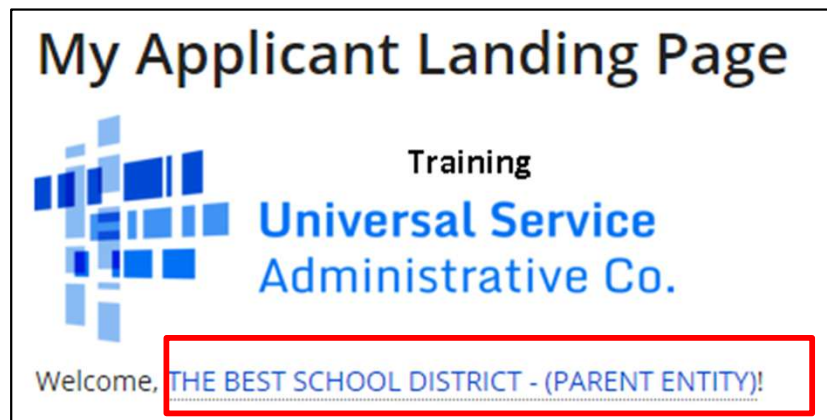 My Applicant Landing Page
Training
Universal Service
Administrative Co.
Welcome, THE BEST SCHOOL DISTRICT - (PARENT ENTITY)!